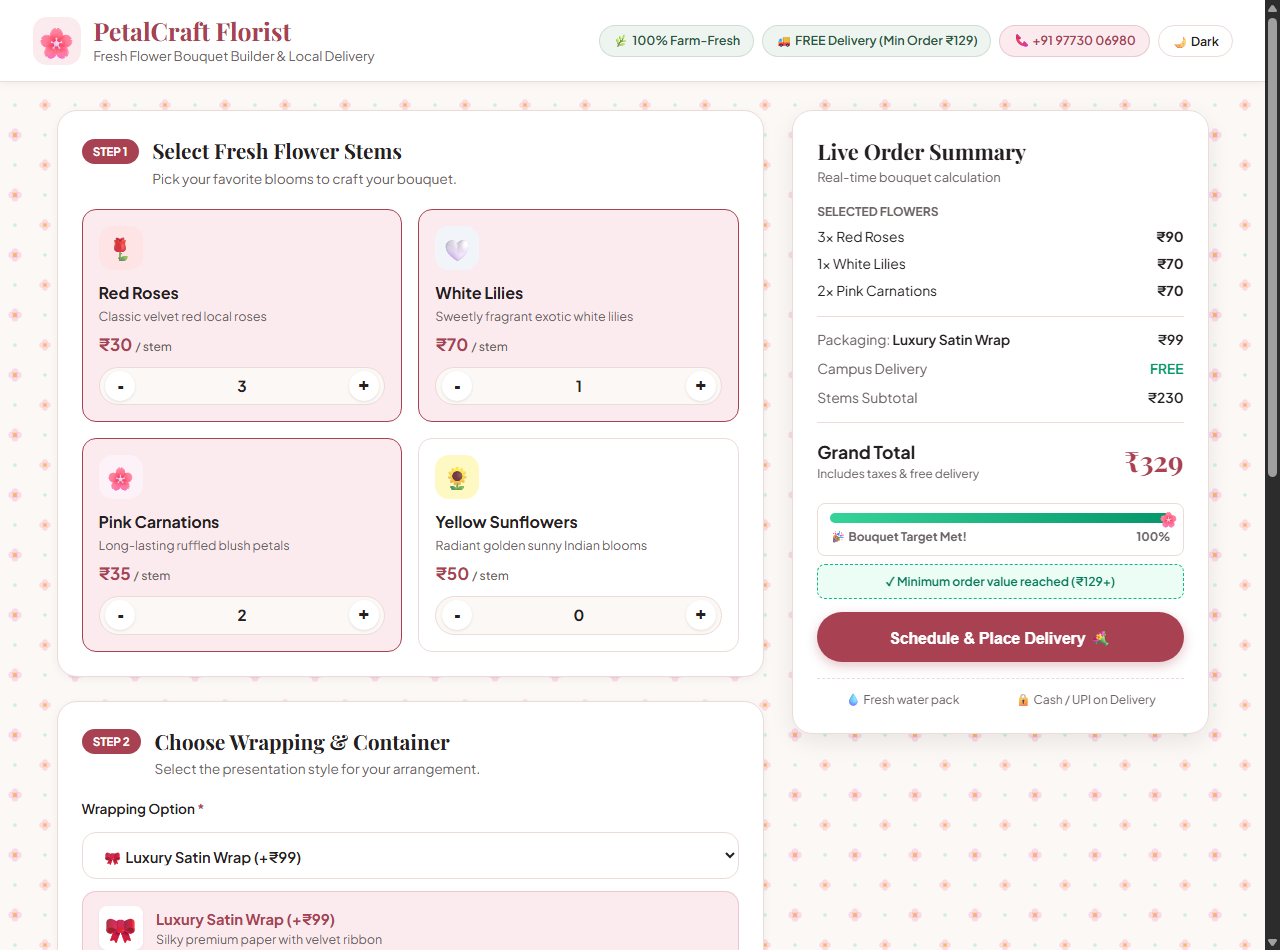 PetalCraft Florist
Fresh Flower Bouquet Builder & Local Delivery
🌿 100% Farm-Fresh
🚚 FREE Delivery (Min Order ₹129)
📞 +91 97730 06980
🌙 Dark
STEP 1
Select Fresh Flower Stems
Pick your favorite blooms to craft your bouquet.
Red Roses
Classic velvet red local roses
₹30 / stem
- 3 +
White Lilies
Sweetly fragrant exotic white lilies
₹70 / stem
- 1 +
Pink Carnations
Long-lasting ruffled blush petals
₹35 / stem
- 2 +
Yellow Sunflowers
Radiant golden sunny Indian blooms
₹50 / stem
- 0 +
STEP 2
Choose Wrapping & Container
Select the presentation style for your arrangement.
Wrapping Option *
🎀 Luxury Satin Wrap (+₹99)
Luxury Satin Wrap (+₹99)
Silky premium paper with velvet ribbon
Live Order Summary
Real-time bouquet calculation
SELECTED FLOWERS
3× Red Roses ₹90
1× White Lilies ₹70
2× Pink Carnations ₹70
Packaging: Luxury Satin Wrap ₹99
Campus Delivery FREE
Stems Subtotal ₹230
Grand Total
Includes taxes & free delivery
₹329
🎉 Bouquet Target Met! 100%
✓ Minimum order value reached (₹129+)
Schedule & Place Delivery 💐
💧 Fresh water pack
🔒 Cash / UPI on Delivery